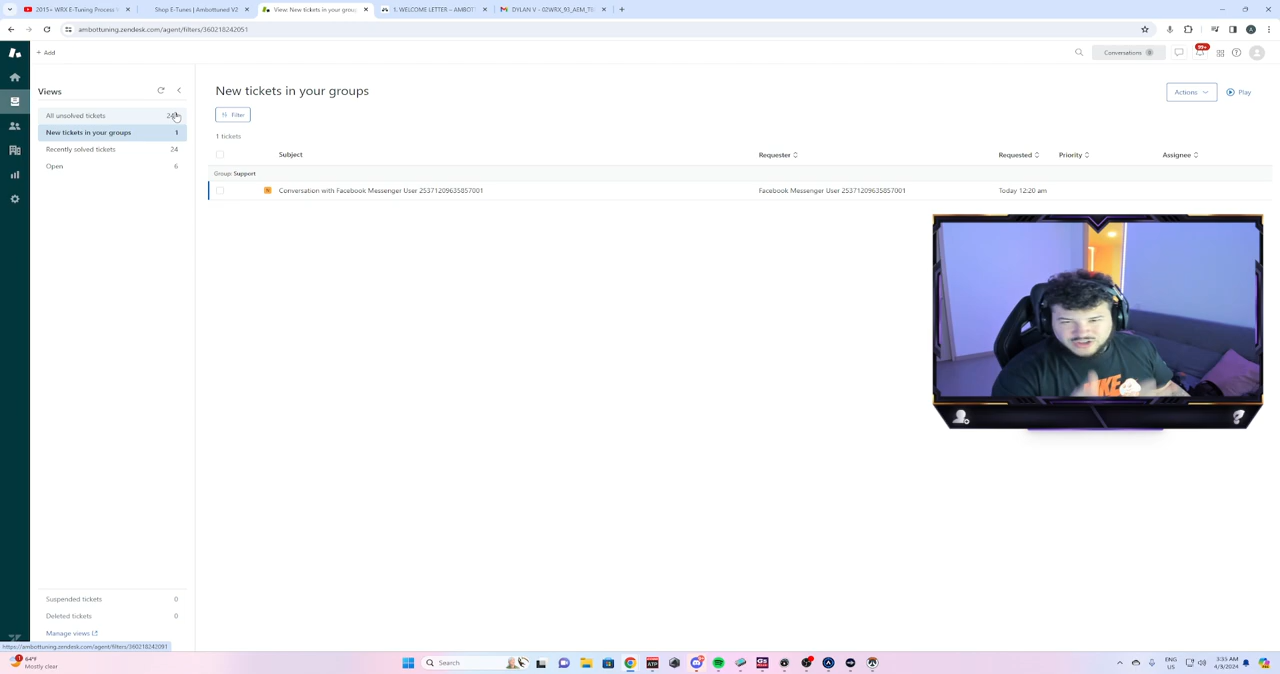 2015+ WRX E-Tuning Process
Shop E-Tunes | Ambottuned V2
View: New tickets in your group
1. WELCOME LETTER – AMBOT
DYLAN V - 02WRX_93_AEM_TB
ambottuning.zendesk.com/agent/filters/360218242051
+ Add
Conversations 0
99+
Views
All unsolved tickets
New tickets in your groups 1
Recently solved tickets 24
Open 6
New tickets in your groups
Actions
Play
Filter
1 tickets
Subject Requester Requested Priority Assignee
Group: Support
N Conversation with Facebook Messenger User 25371209635857001 Facebook Messenger User 25371209635857001 Today 12:20 am
Suspended tickets 0
Deleted tickets 0
Manage views
https://ambottuning.zendesk.com/agent/filters/360218242091
64°F
Mostly clear
Search
ENG
US
3:35 AM
4/3/2024